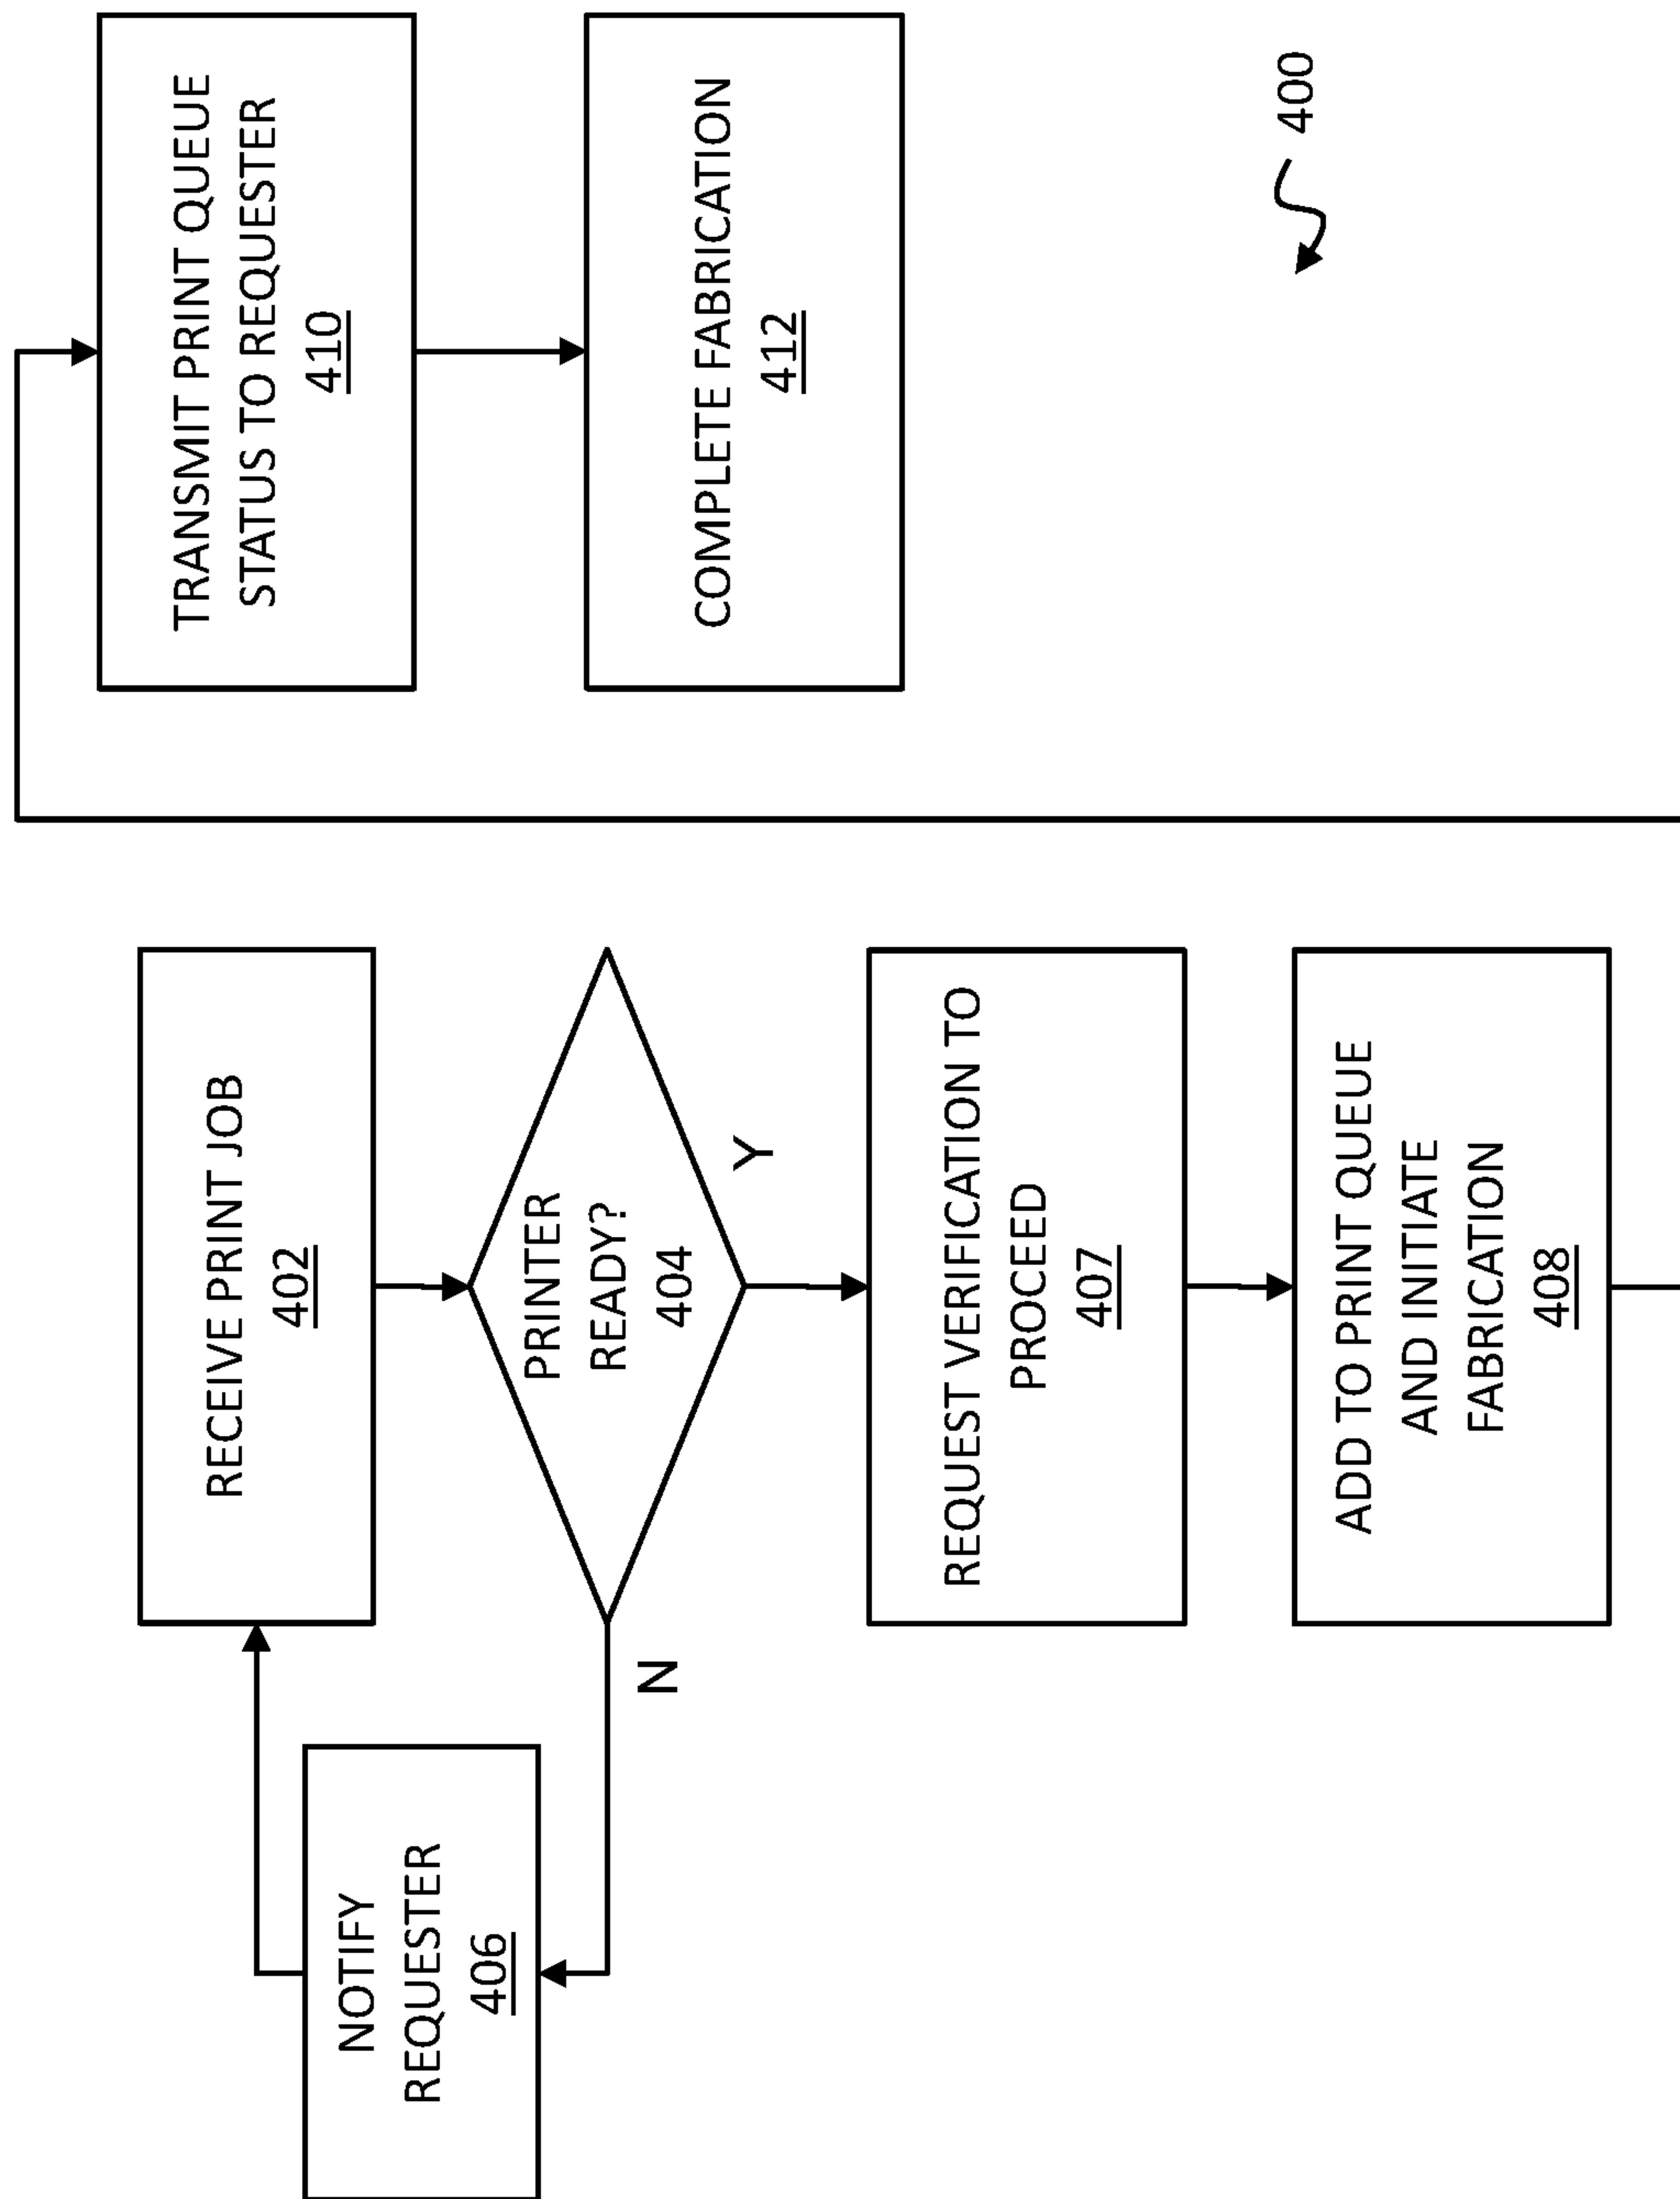 RECEIVE PRINT JOB
402
PRINTER
READY?
404
N
Y
NOTIFY
REQUESTER
406
REQUEST VERIFICATION TO
PROCEED
407
ADD TO PRINT QUEUE
AND INITIATE
FABRICATION
408
TRANSMIT PRINT QUEUE
STATUS TO REQUESTER
410
COMPLETE FABRICATION
412
400